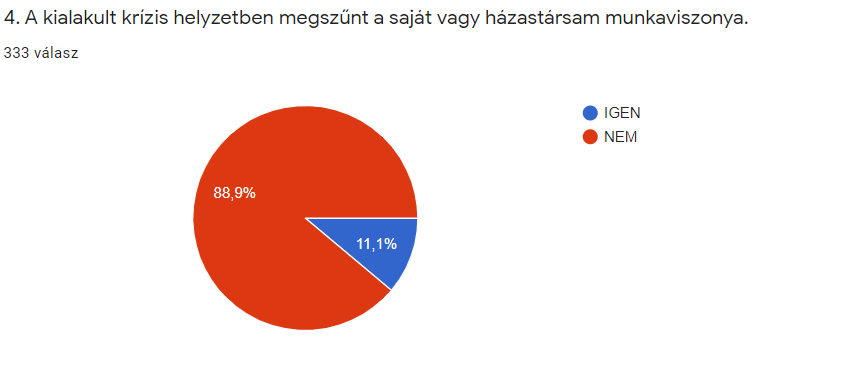 4. A kialakult krízis helyzetben megszűnt a saját vagy házastársam munkaviszonya.
333 válasz
IGEN
NEM
88,9%
11,1%